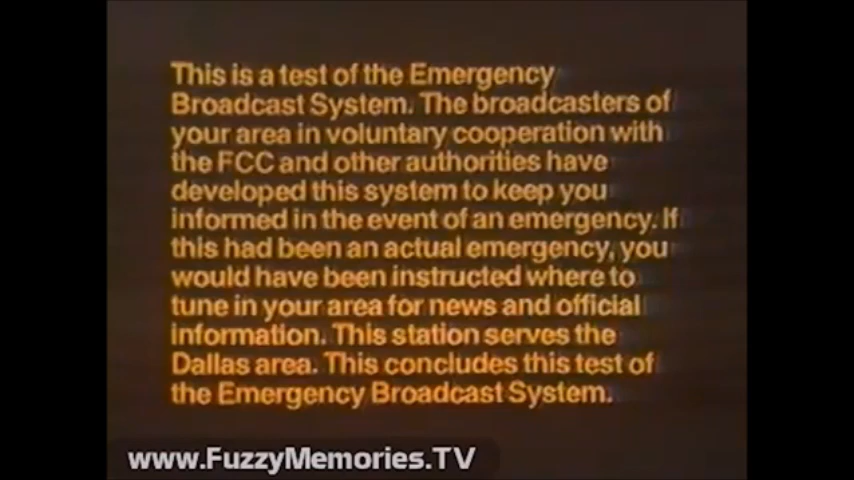 This is a test of the Emergency
Broadcast System. The broadcasters of
your area in voluntary cooperation with
the FCC and other authorities have
developed this system to keep you
informed in the event of an emergency. If
this had been an actual emergency, you
would have been instructed where to
tune in your area for news and official
information. This station serves the
Dallas area. This concludes this test of
the Emergency Broadcast System.
www.FuzzyMemories.TV